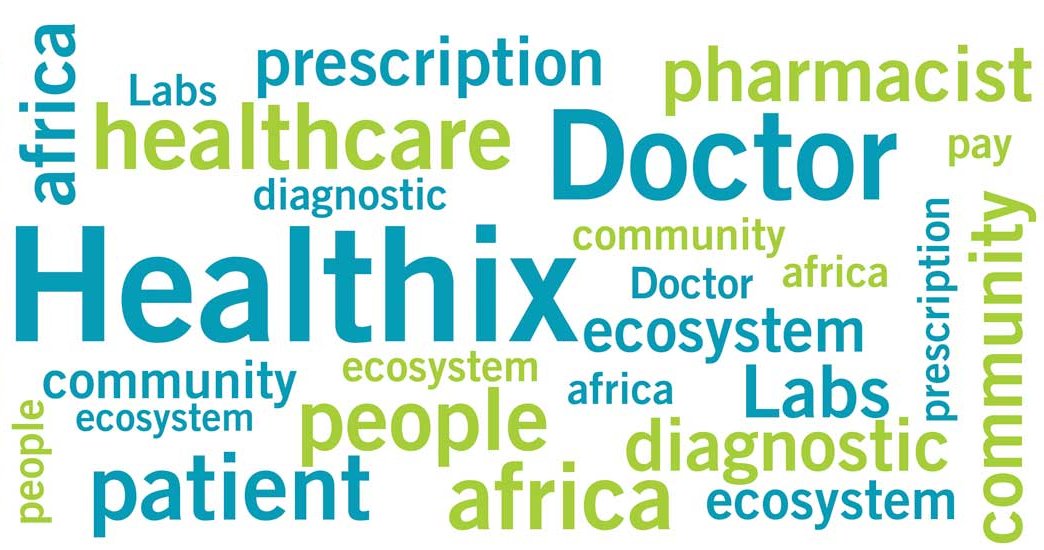 africa
Labs
prescription
pharmacist
healthcare
Doctor
pay
diagnostic
Healthix
community
Doctor
africa
prescription
community
ecosystem
community
ecosystem
africa
Labs
people
ecosystem
people
diagnostic
patient
africa
ecosystem